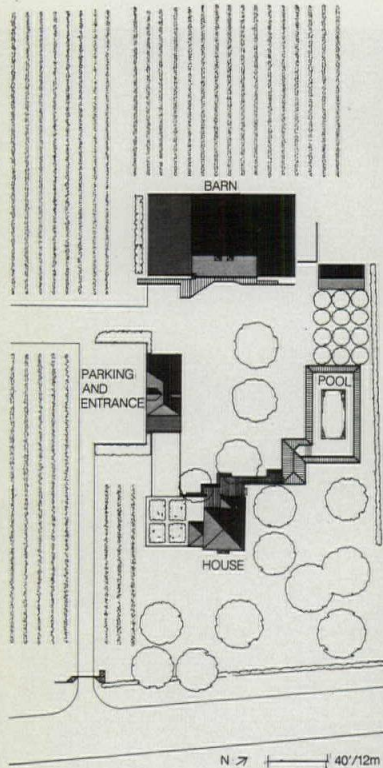 BARN
PARKING
AND
ENTRANCE
POOL
HOUSE
N 40'/12m